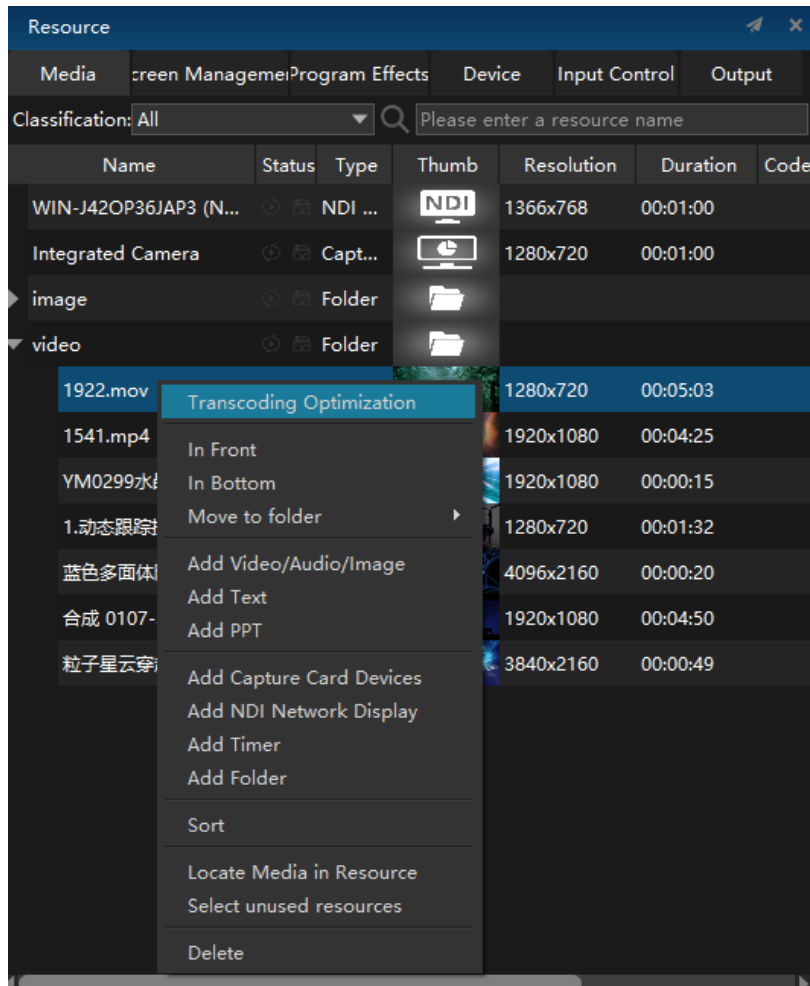 Resource
Media creen Managemei Program Effects Device Input Control Output
Classification: All Please enter a resource name
Name Status Type Thumb Resolution Duration Code
WIN-J42OP36JAP3 (N... NDI ... NDI 1366x768 00:01:00
Integrated Camera Capt... 1280x720 00:01:00
image Folder
video Folder
1922.mov 1280x720 00:05:03
Transcoding Optimization
1541.mp4 1920x1080 00:04:25
In Front
YM0299水 1920x1080 00:00:15
In Bottom
Move to folder
1.动态跟踪 1280x720 00:01:32
Add Video/Audio/Image
蓝色多面体 4096x2160 00:00:20
Add Text
合成 0107- 1920x1080 00:04:50
Add PPT
粒子星云穿 3840x2160 00:00:49
Add Capture Card Devices
Add NDI Network Display
Add Timer
Add Folder
Sort
Locate Media in Resource
Select unused resources
Delete